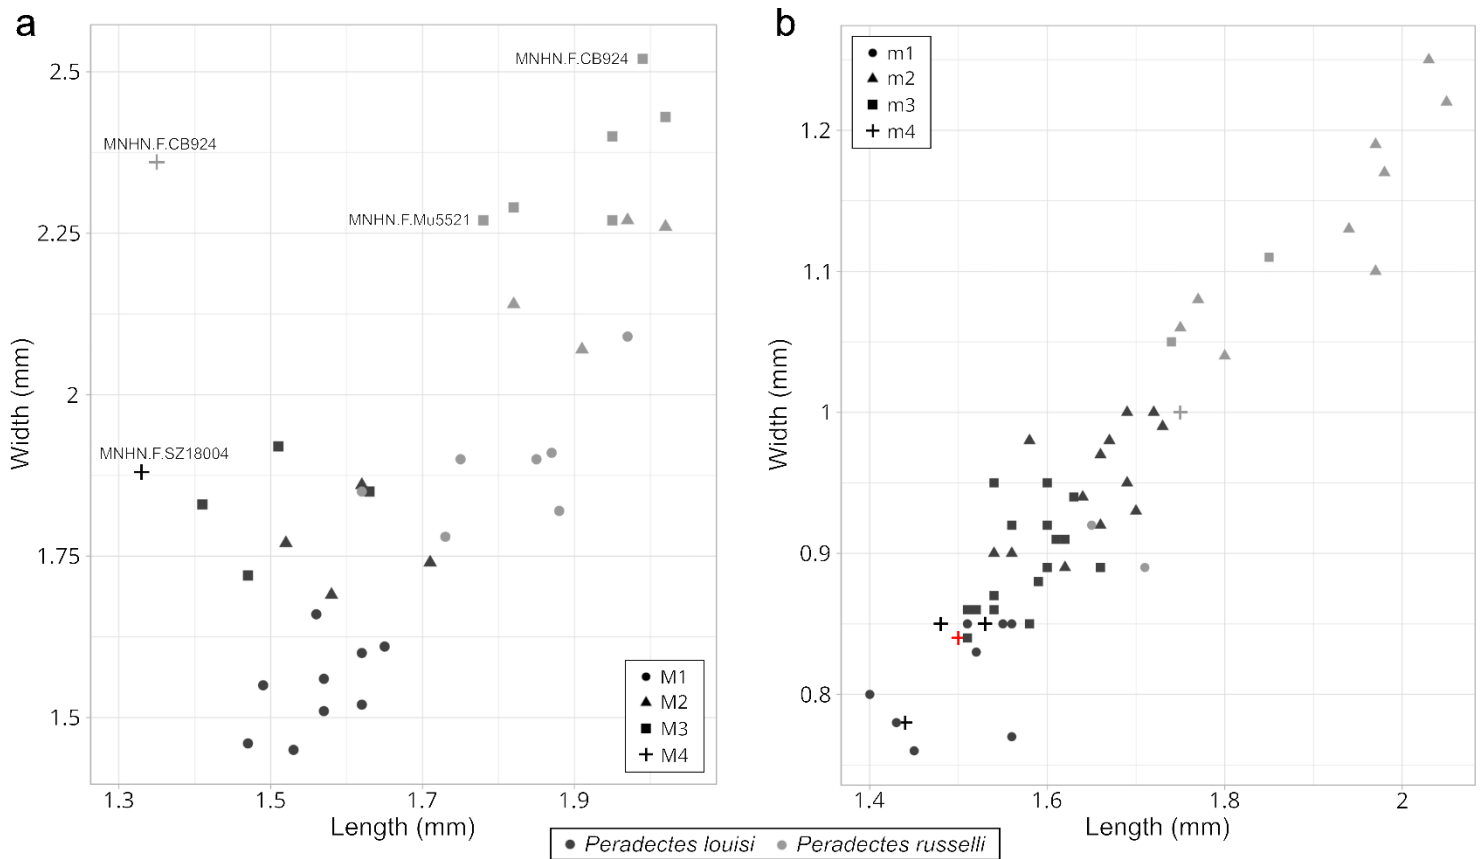 a
2.5
2.25
2
1.75
1.5
Width (mm)
MNHN.F.CB924
MNHN.F.CB924
MNHN.F.Mu5521
MNHN.F.SZ18004
M1
M2
M3
M4
1.3
1.5
1.7
1.9
Length (mm)
b
m1
m2
m3
m4
1.2
1.1
1
0.9
0.8
Width (mm)
1.4
1.6
1.8
2
Length (mm)
Peradectes louisi
Peradectes russelli